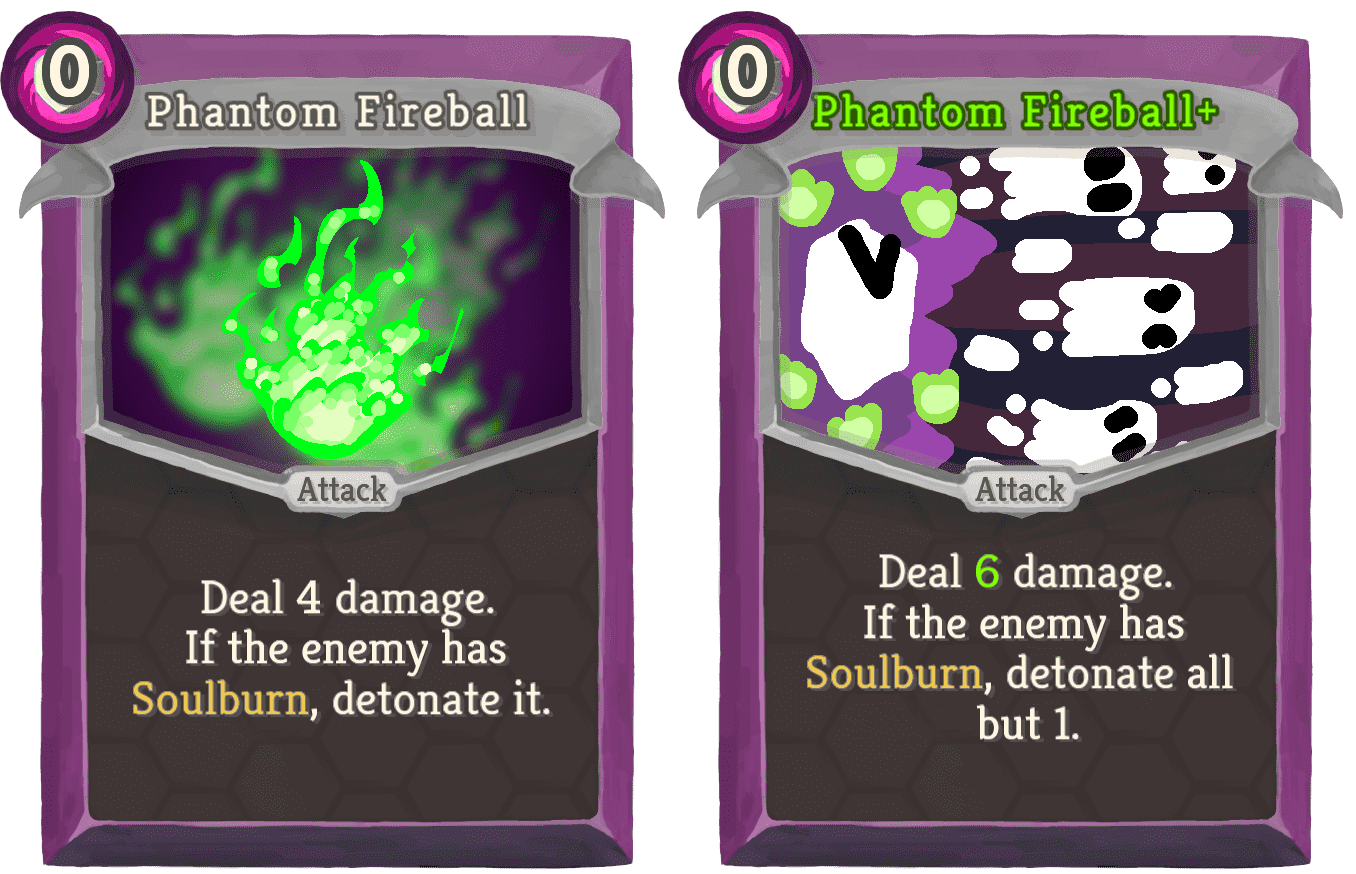 0
Phantom Fireball
Attack
Deal 4 damage.
If the enemy has
Soulburn, detonate it.
0
Phantom Fireball+
Attack
Deal 6 damage.
If the enemy has
Soulburn, detonate all
but 1.